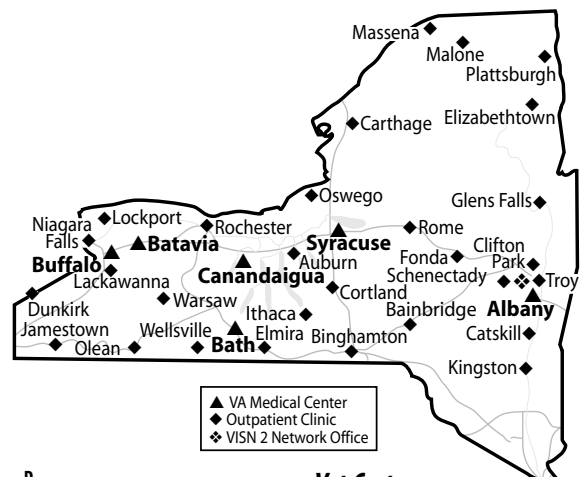 Massena
Malone
Plattsburgh
Elizabethtown
Carthage
Oswego
Glens Falls
Lockport
Niagara
Falls
Rochester
Rome
Batavia
Syracuse
Clifton
Park
Buffalo
Auburn
Fonda
Canandaigua
Schenectady
Troy
Lackawanna
Cortland
Warsaw
Albany
Dunkirk
Ithaca
Bainbridge
Jamestown
Wellsville
Elmira
Binghamton
Catskill
Olean
Bath
Kingston
VA Medical Center
Outpatient Clinic
VISN 2 Network Office